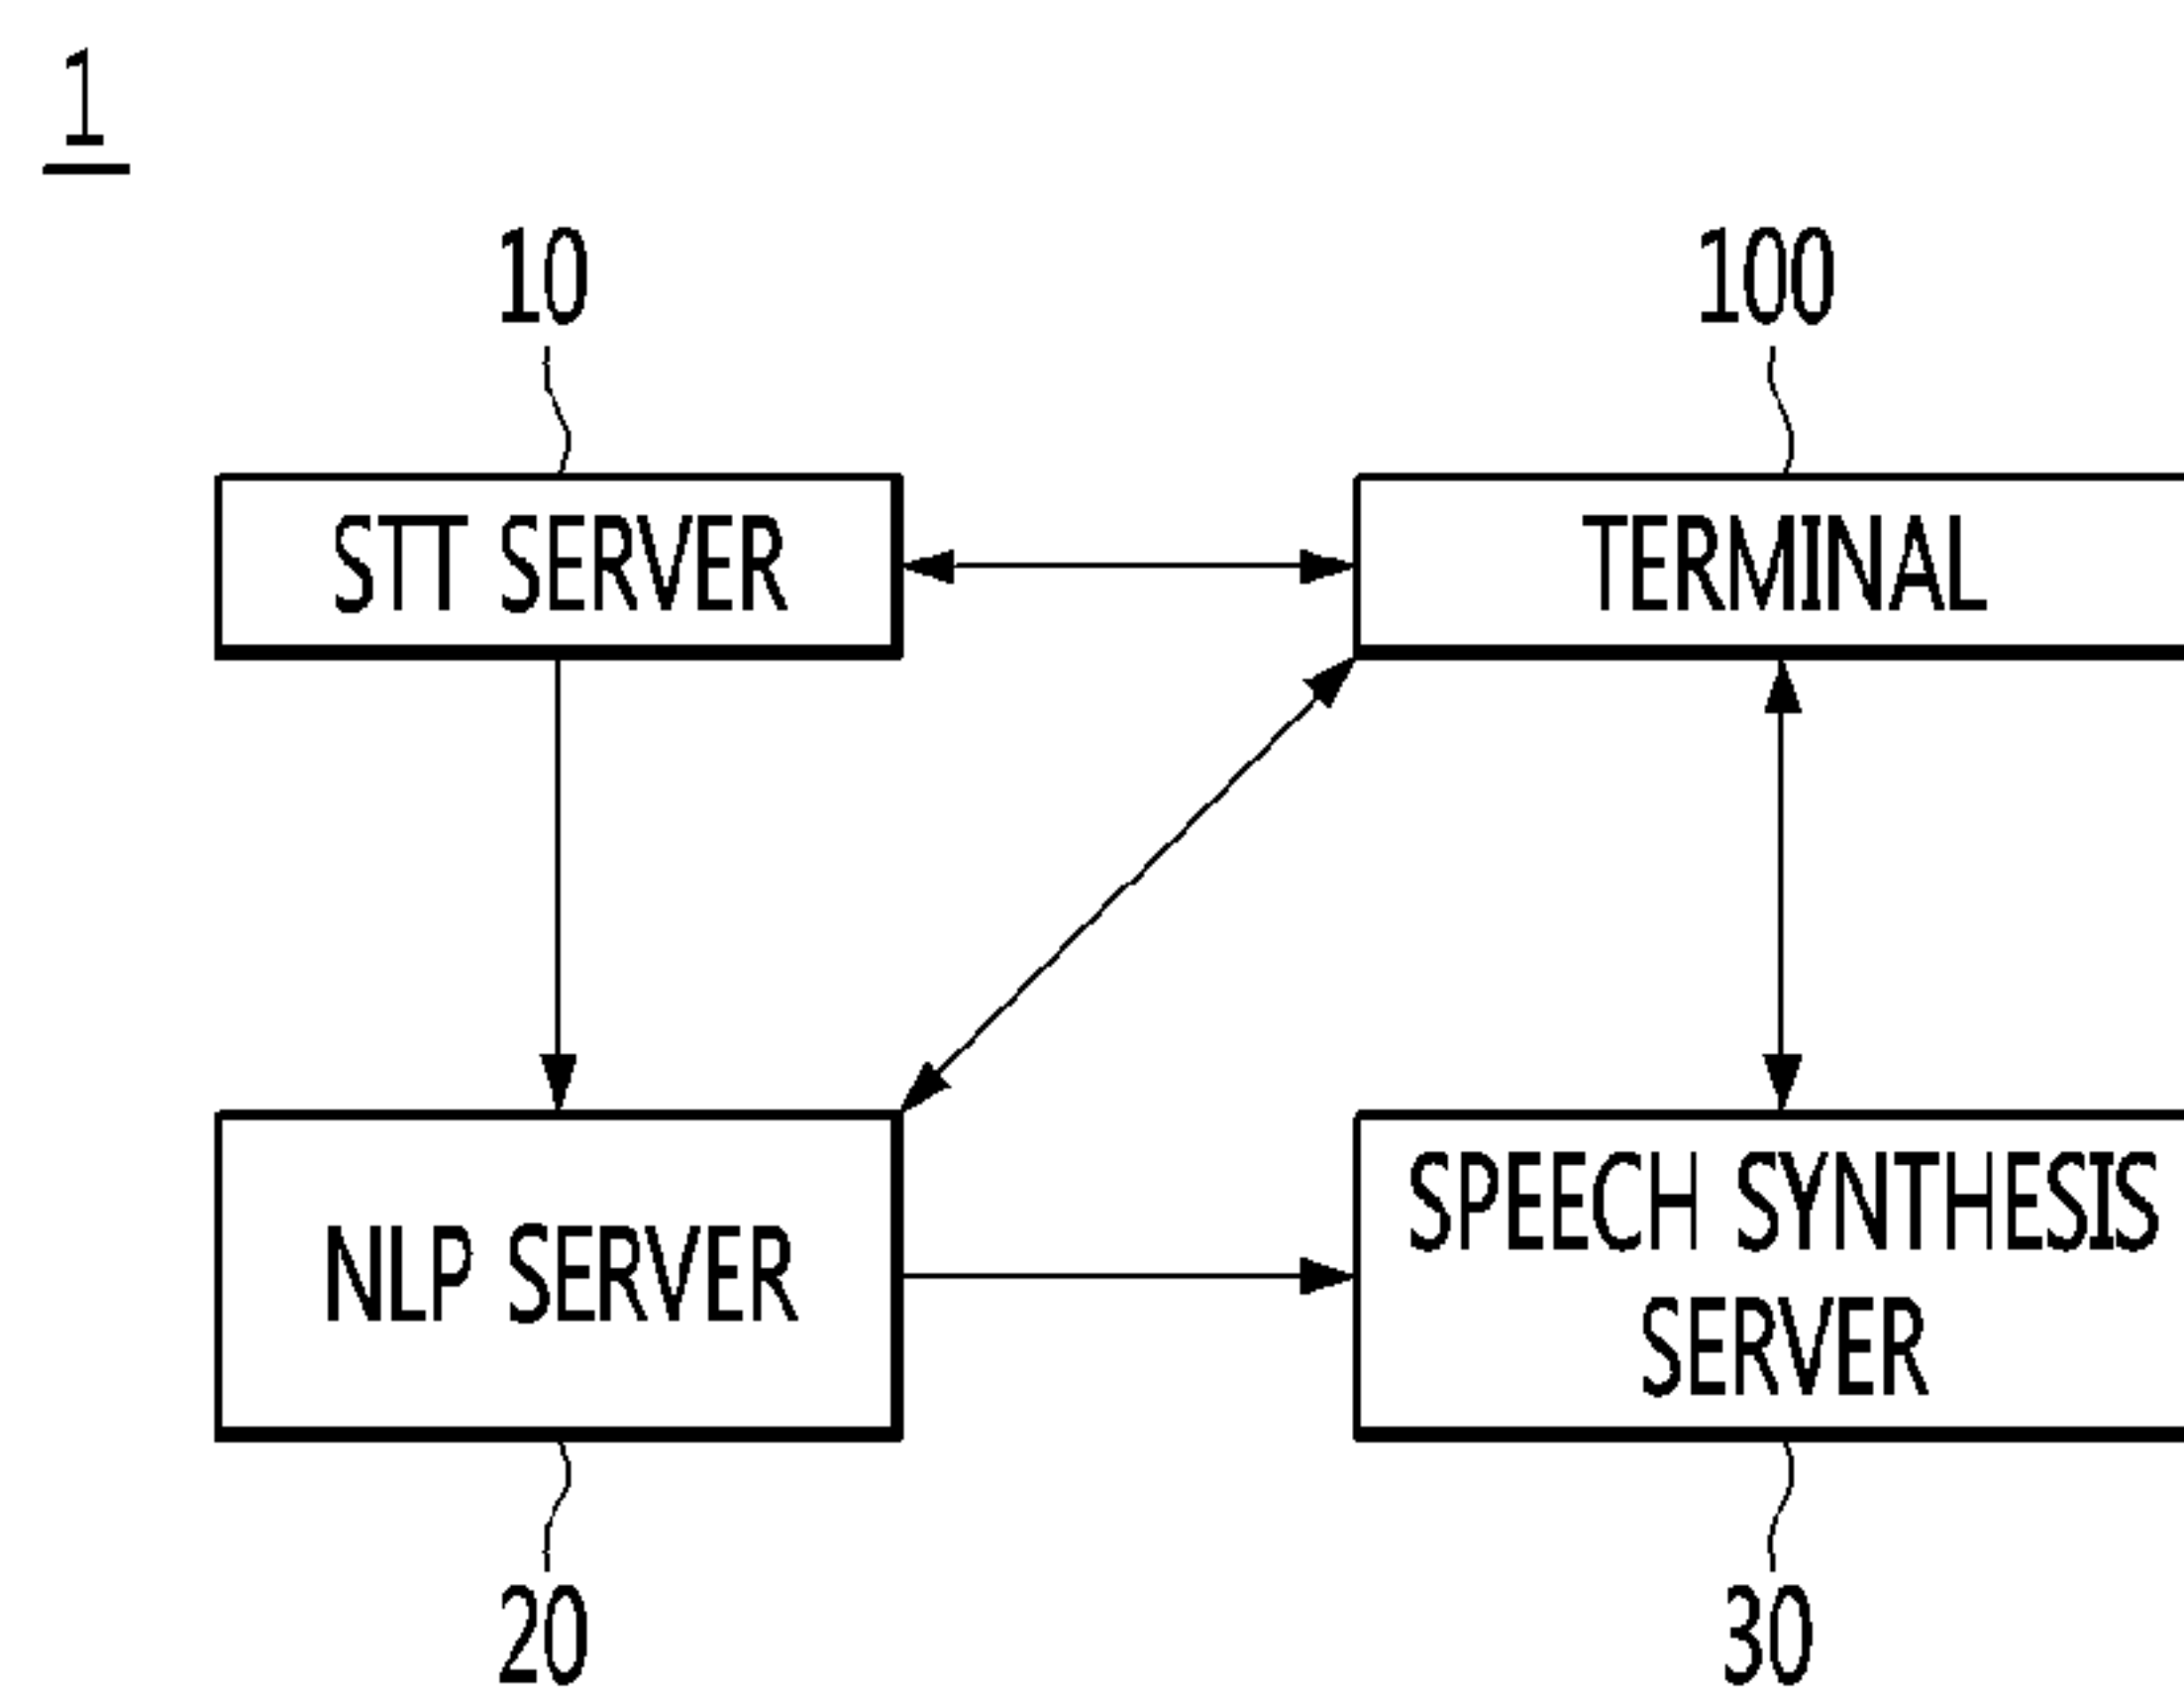 1
10
100
STT SERVER
TERMINAL
NLP SERVER
SPEECH SYNTHESIS
SERVER
20
30